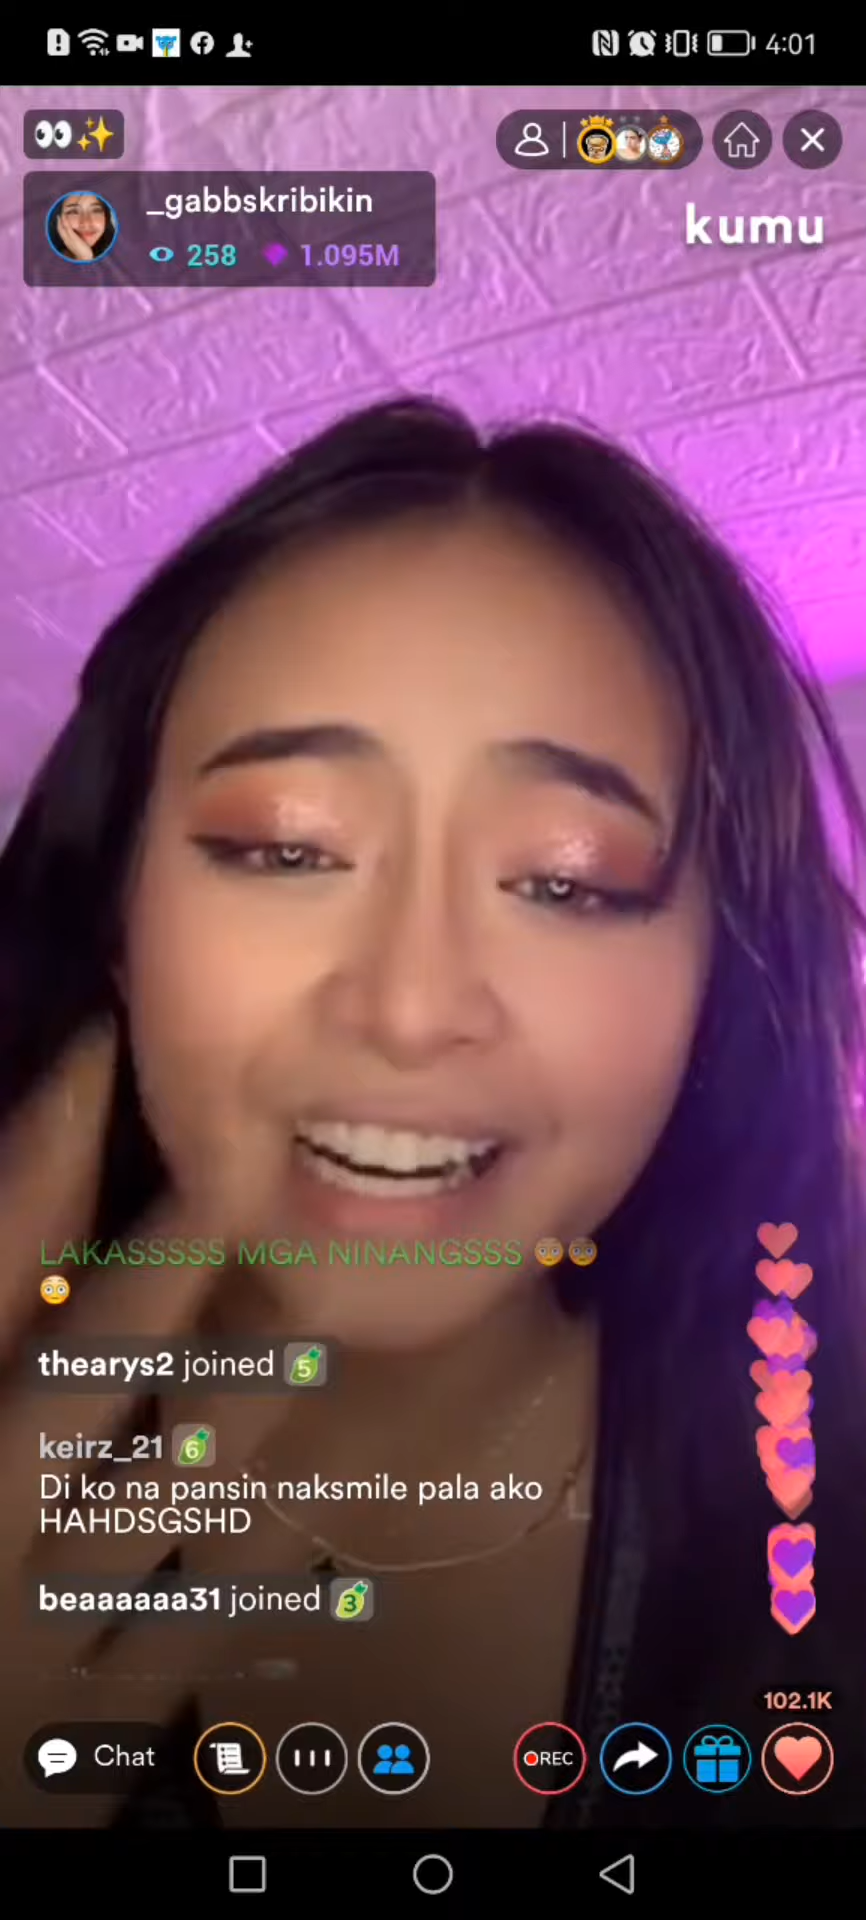 4:01
_gabbskribikin
258 1.095M
kumu
LAKASSSSS MGA NINANGSSS 😳😳
😳
thearys2 joined 5
keirz_21 6
Di ko na pansin naksmile pala ako
HAHDSGSHD
beaaaaaa31 joined 3
102.1K
Chat
REC